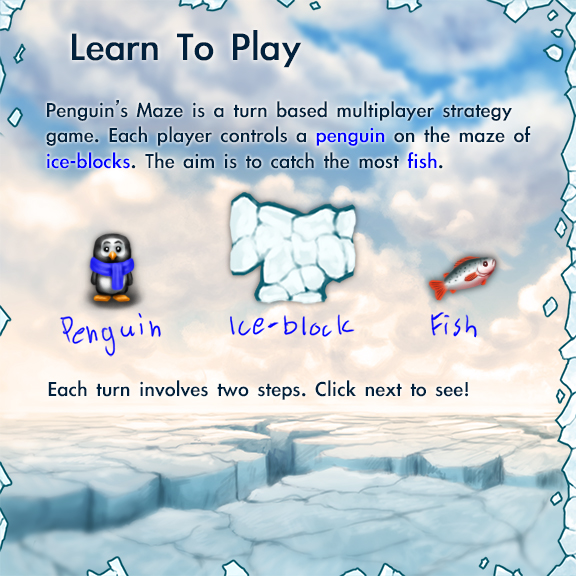 Learn To Play
Penguin's Maze is a turn based multiplayer strategy
game. Each player controls a penguin on the maze of
ice-blocks. The aim is to catch the most fish.
Penguin Ice-block Fish
Each turn involves two steps. Click next to see!